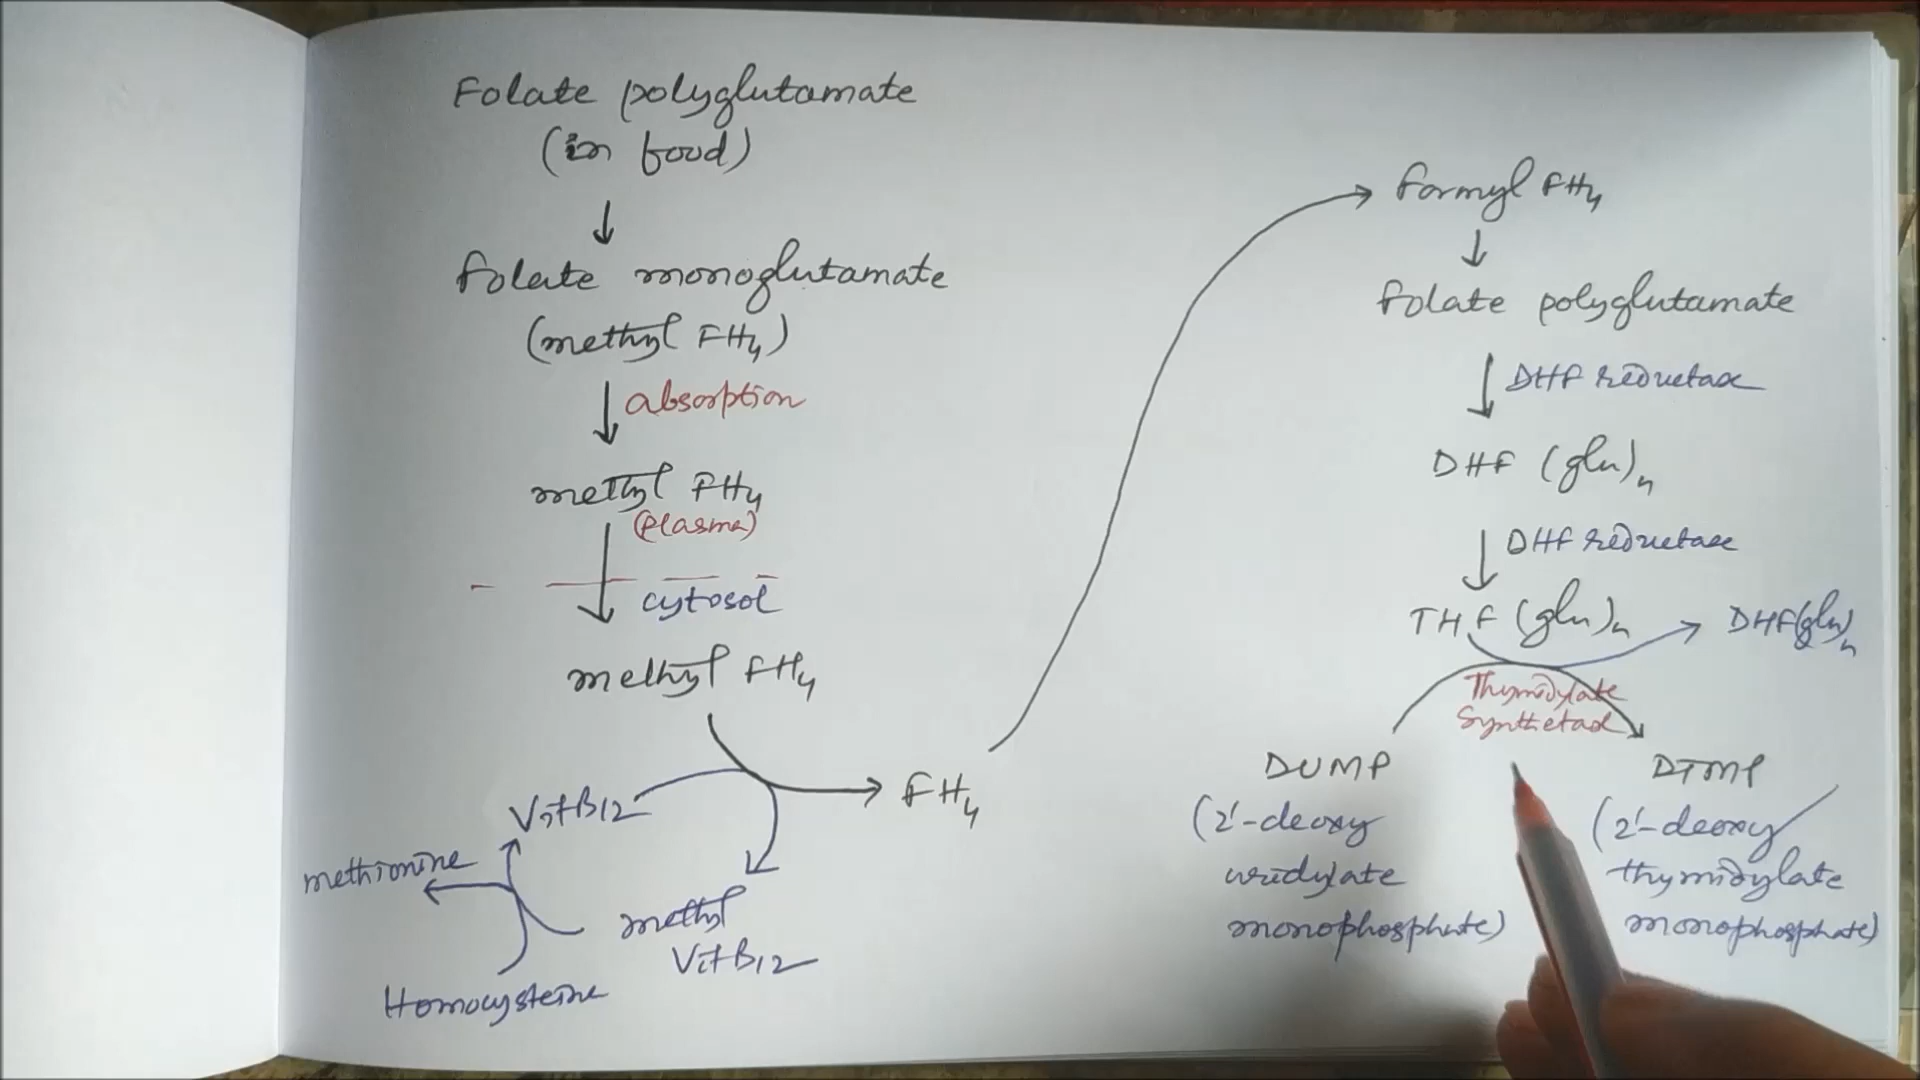 Folate polyglutamate
(in food)
↓
Folate monoglutamate
(methyl FH4)
↓ absorption
methyl FH4
(Plasma)
cytosol
methyl FH4
VitB12
FH4
methionine
methyl
VitB12
Homocysteine
Formyl FH4
↓
Folate polyglutamate
↓ DHF reductase
DHF (glu)n
↓ DHF reductase
THF (glu)n → DHF(glu)n
Thymidylate
Synthetase
DUMP
(2'-deoxy
uridylate
monophosphate)
DTMP
(2'-deoxy
thymidylate
monophosphate)